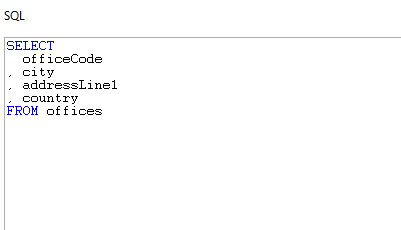 SQL
SELECT
officeCode
, city
, addressLine1
, country
FROM offices